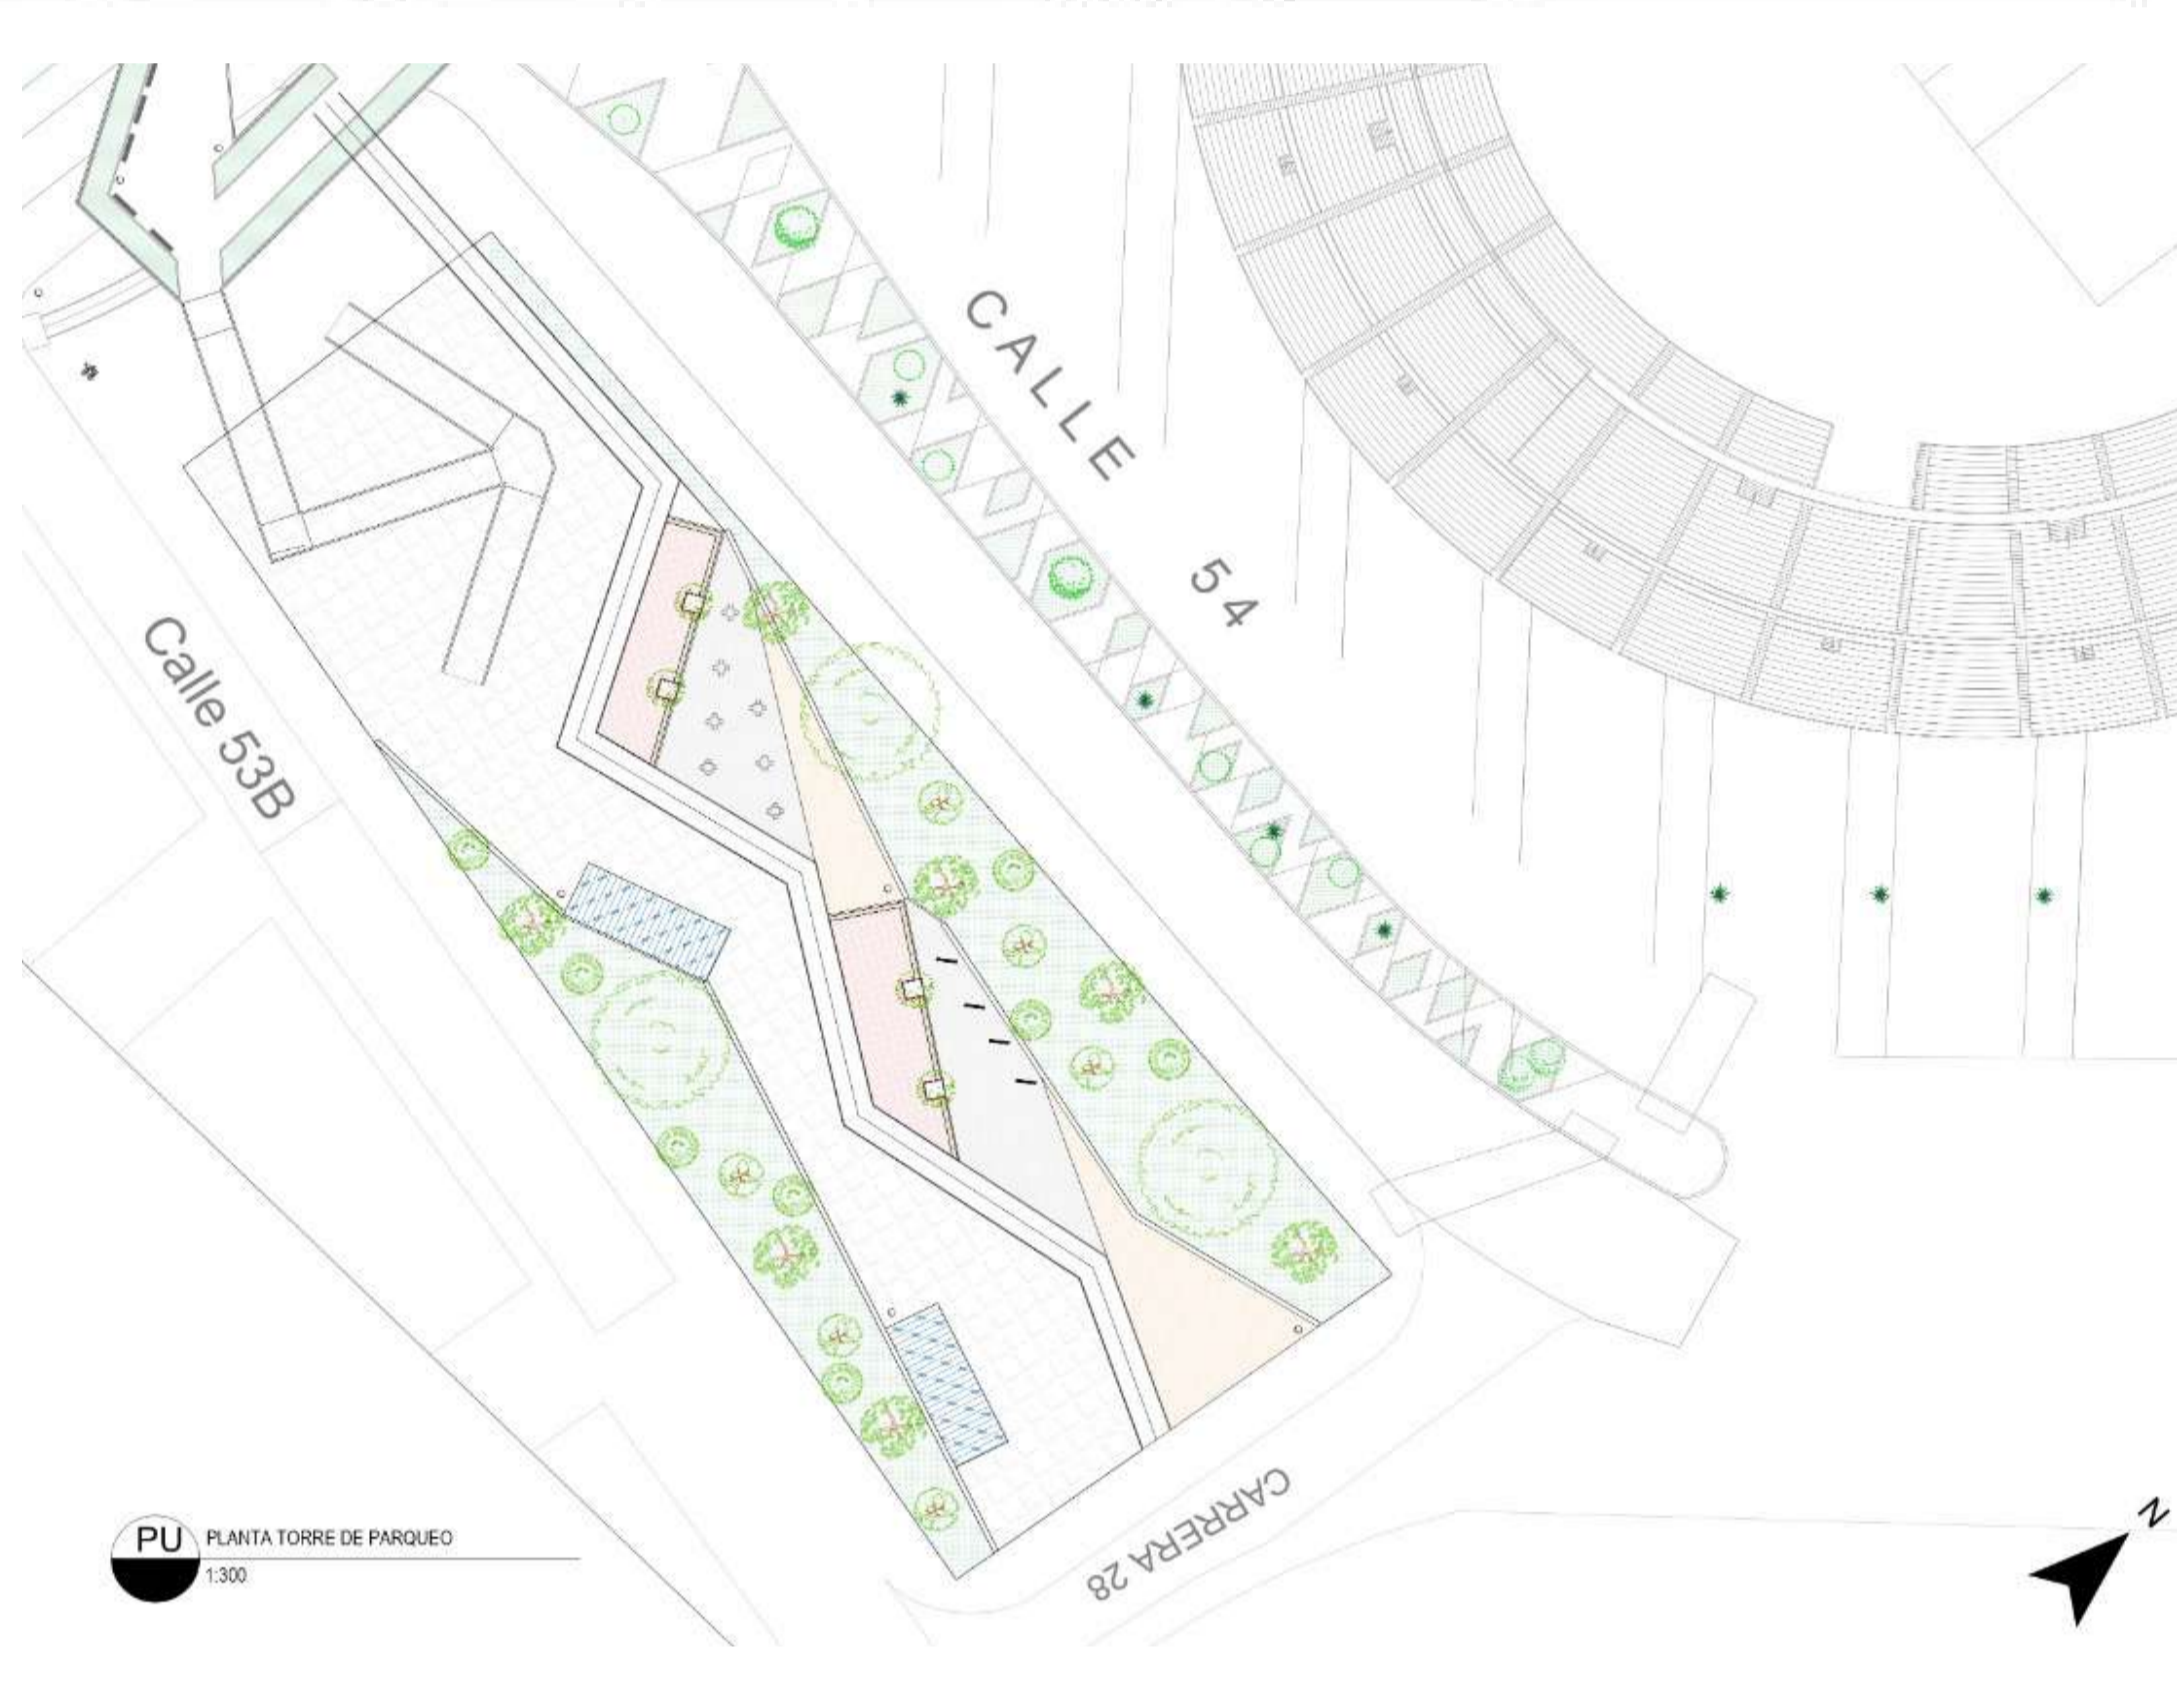 CALLE
54
Calle 53B
CARRERA 28
PU
PLANTA TORRE DE PARQUEO
1:300
N